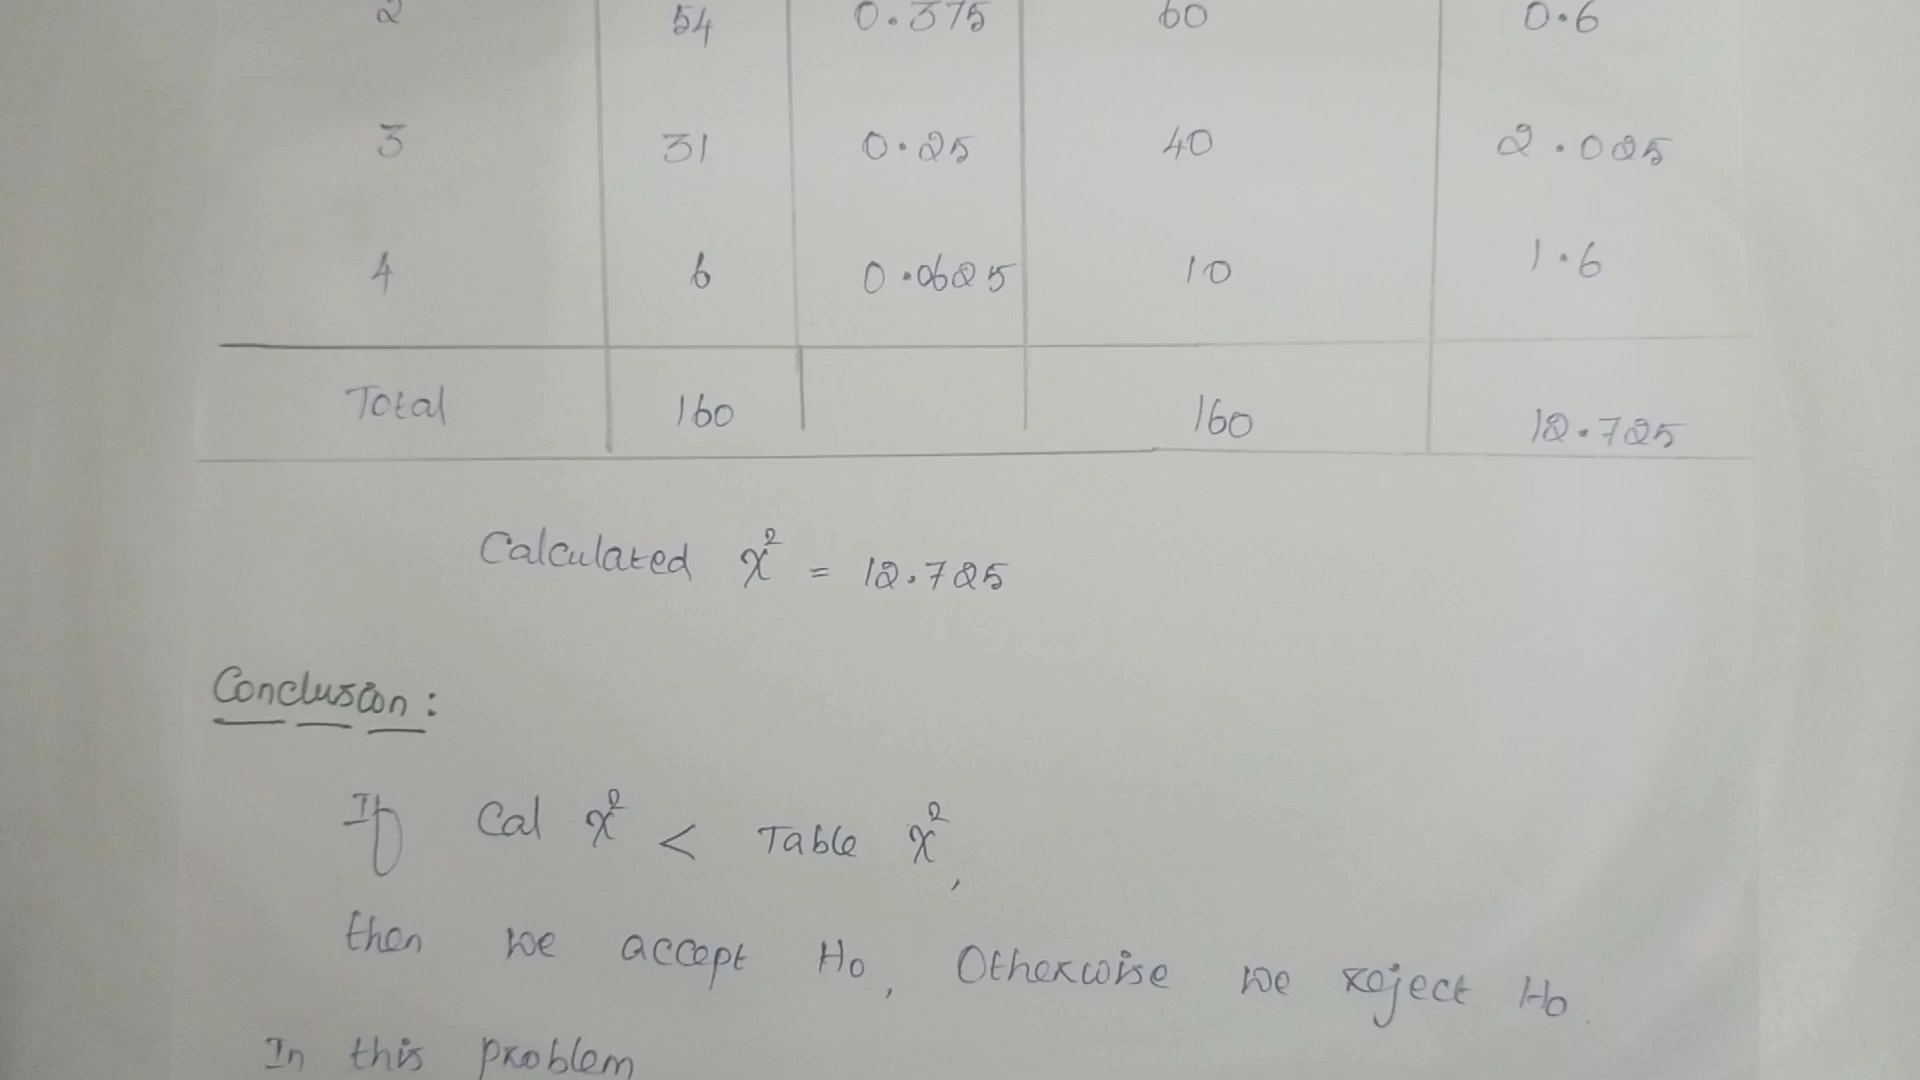 2 54 0.375 60 0.6
3 31 0.25 40 2.025
4 6 0.0625 10 1.6
Total 160 160 12.725
Calculated χ² = 12.725
Conclusion:
If Cal χ² < Table χ²,
then we accept H0, Otherwise we reject H0.
In this problem